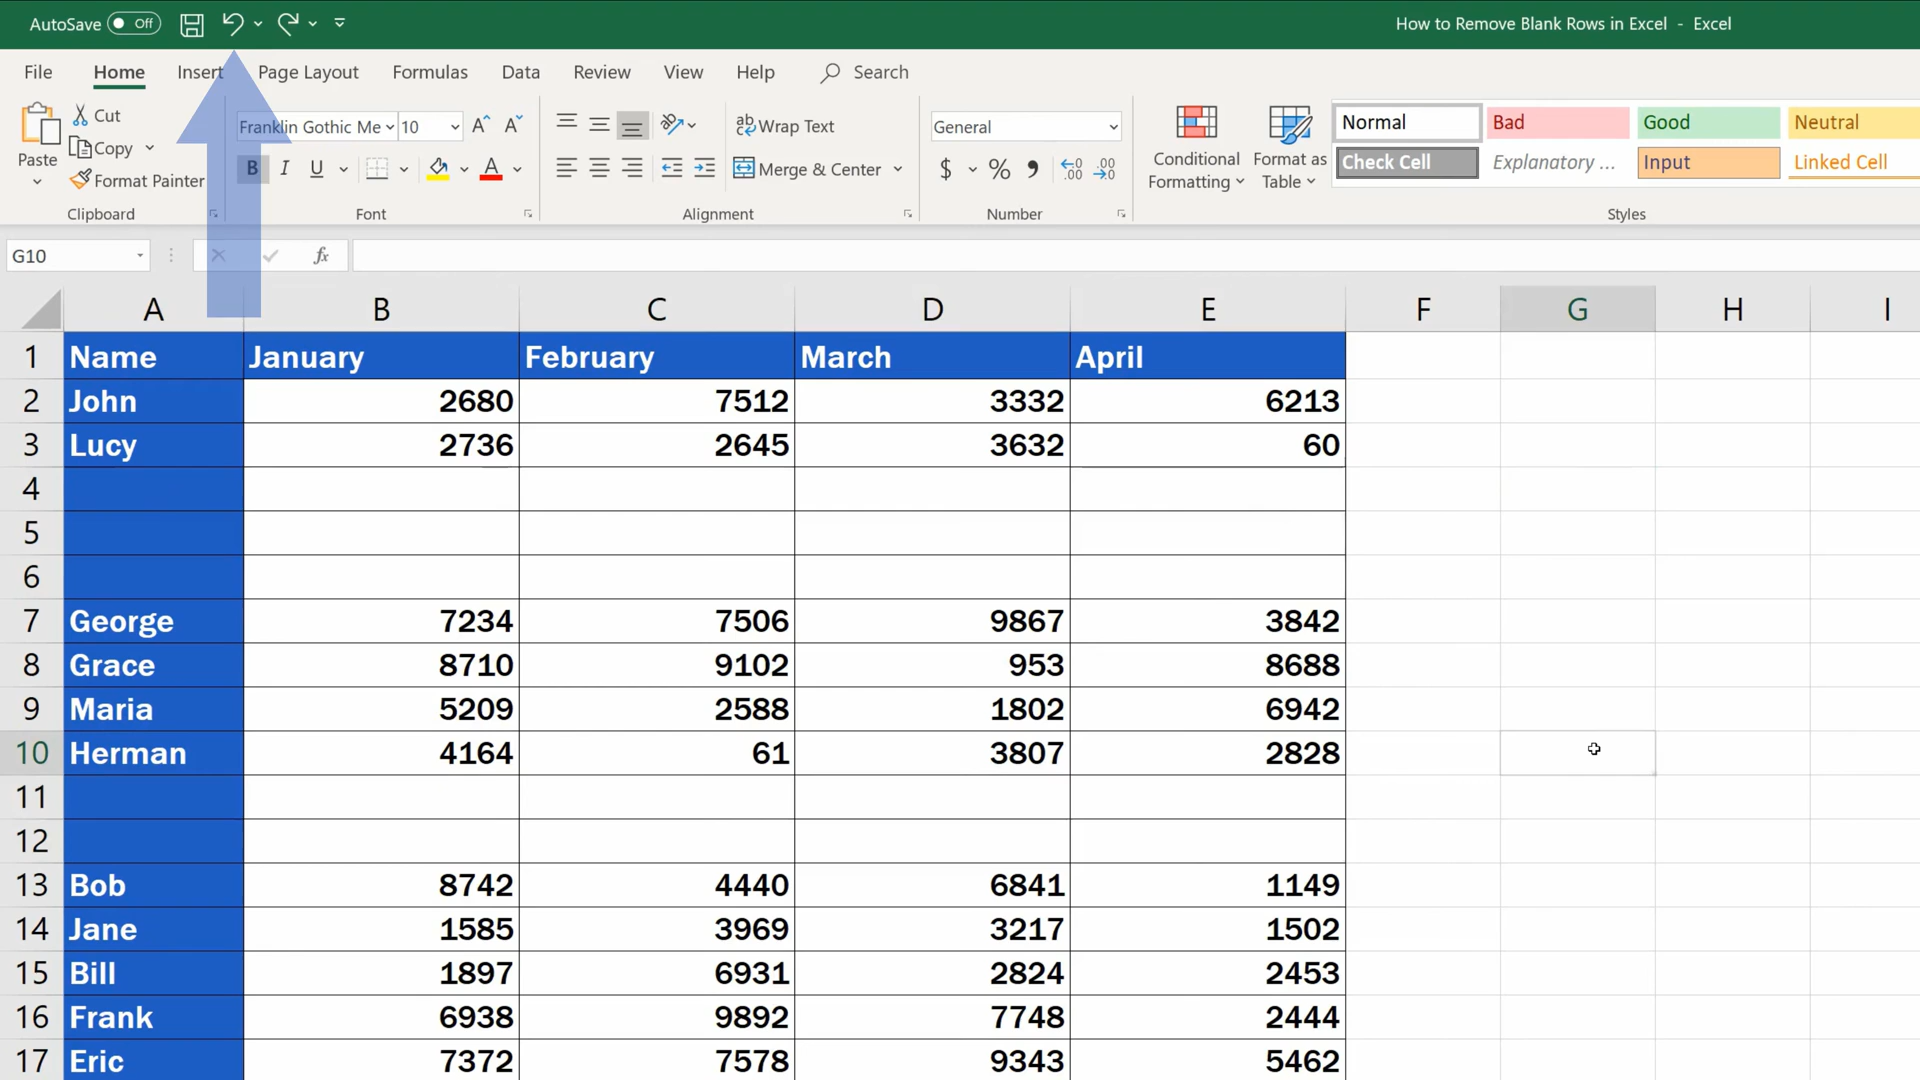 AutoSave Off How to Remove Blank Rows in Excel - Excel
File Home Insert Page Layout Formulas Data Review View Help Search
Cut Franklin Gothic Me 10 A A ab Wrap Text General Normal Bad Good Neutral
Paste Copy B I U A Merge & Center $ % , .00 .00 Conditional Formatting Format as Table Check Cell Explanatory ... Input Linked Cell
Format Painter
Clipboard Font Alignment Number Styles
G10 fx
A B C D E F G H I
1 Name January February March April
2 John 2680 7512 3332 6213
3 Lucy 2736 2645 3632 60
4
5
6
7 George 7234 7506 9867 3842
8 Grace 8710 9102 953 8688
9 Maria 5209 2588 1802 6942
10 Herman 4164 61 3807 2828
11
12
13 Bob 8742 4440 6841 1149
14 Jane 1585 3969 3217 1502
15 Bill 1897 6931 2824 2453
16 Frank 6938 9892 7748 2444
17 Eric 7372 7578 9343 5462